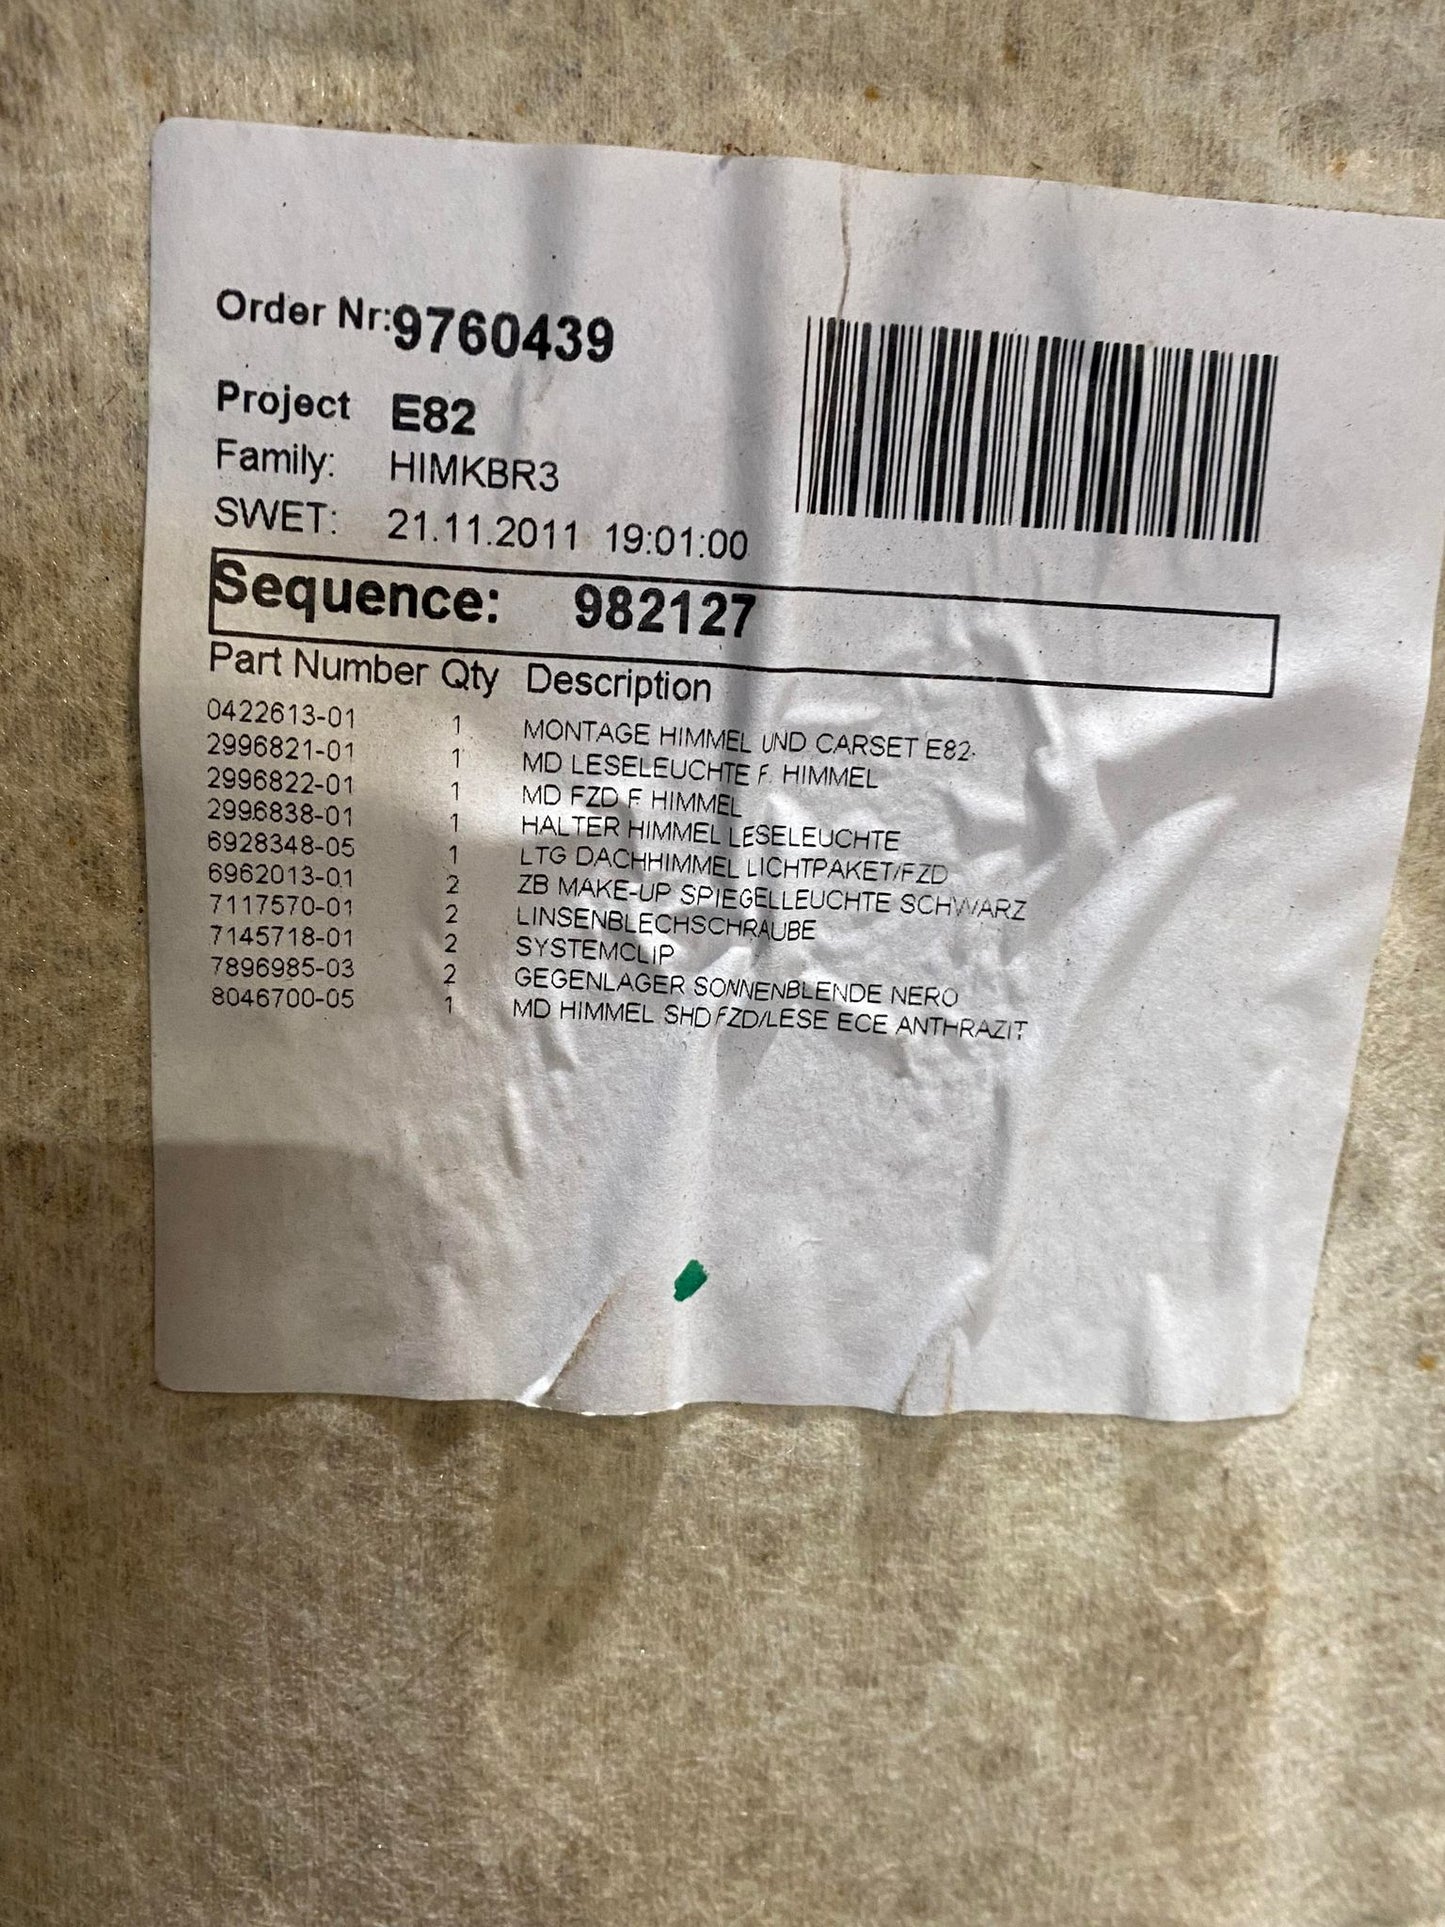 Order Nr:9760439
Project E82
Family: HIMKBR3
SWET: 21.11.2011 19:01:00
Sequence: 982127
Part Number Qty Description
0422613-01 1 MONTAGE HIMMEL UND CARSET E82-
2996821-01 1 MD LESELEUCHTE F. HIMMEL
2996822-01 1 MD FZD F HIMMEL
2996838-01 1 HALTER HIMMEL LESELEUCHTE
6928348-05 1 LTG DACHHIMMEL LICHTPAKET/FZD
6962013-01 2 ZB MAKE-UP SPIEGELLEUCHTE SCHWARZ
7117570-01 2 LINSENBLECHSCHRAUBE
7145718-01 2 SYSTEMCLIP
7896985-03 2 GEGENLAGER SONNENBLENDE NERO
8046700-05 1 MD HIMMEL SHD FZD/LESE ECE ANTHRAZIT